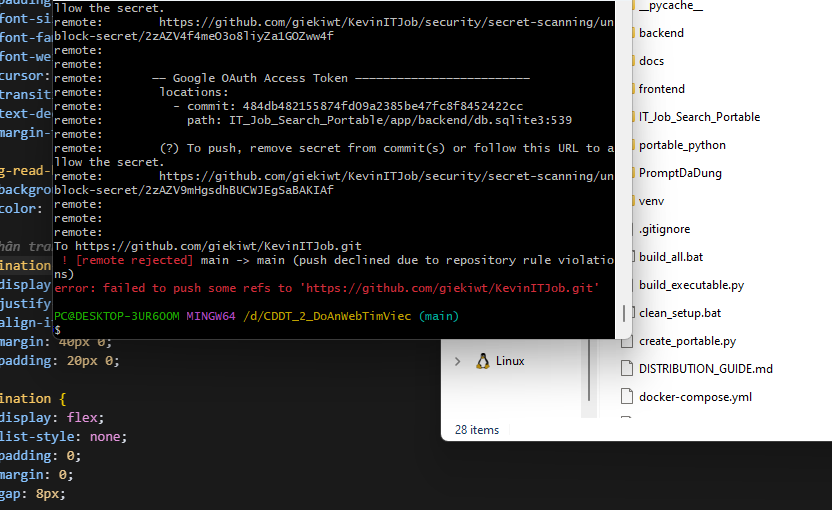 llow the secret.
remote:        https://github.com/giekiwt/KevinITJob/security/secret-scanning/un
block-secret/2zAZV4f4meO3o8liyZa1GOZww4f
remote:
remote:
remote:       —— Google OAuth Access Token ————————————————————————
remote:        locations:
remote:          - commit: 484db482155874fd09a2385be47fc8f8452422cc
remote:            path: IT_Job_Search_Portable/app/backend/db.sqlite3:539
remote:
remote:        (?) To push, remove secret from commit(s) or follow this URL to a
llow the secret.
remote:        https://github.com/giekiwt/KevinITJob/security/secret-scanning/un
block-secret/2zAZV9mHgsdhBUCWJEgSaBAKIAf
remote:
remote:
remote:
To https://github.com/giekiwt/KevinITJob.git
 ! [remote rejected] main -> main (push declined due to repository rule violatio
ns)
error: failed to push some refs to 'https://github.com/giekiwt/KevinITJob.git'
PC@DESKTOP-3UR6OOM MINGW64 /d/CDDT_2_DoAnWebTimViec (main)
$
font-si
font-fa
font-we
cursor:
transit
text-de
margin-
g-read-
backgro
color:
hân tra
ination
display
justify
align-i
margin: 40px 0;
padding: 20px 0;
ination {
display: flex;
list-style: none;
padding: 0;
margin: 0;
gap: 8px;
__pycache__
backend
docs
frontend
IT_Job_Search_Portable
portable_python
PromptDaDung
venv
.gitignore
build_all.bat
build_executable.py
clean_setup.bat
create_portable.py
DISTRIBUTION_GUIDE.md
docker-compose.yml
Linux
28 items